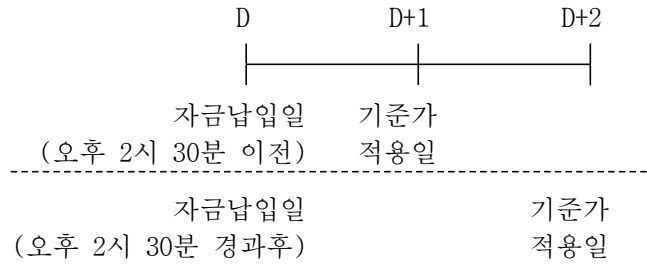 D D+1 D+2
자금납입일 기준가
(오후 2시 30분 이전) 적용일
자금납입일 기준가
(오후 2시 30분 경과후) 적용일